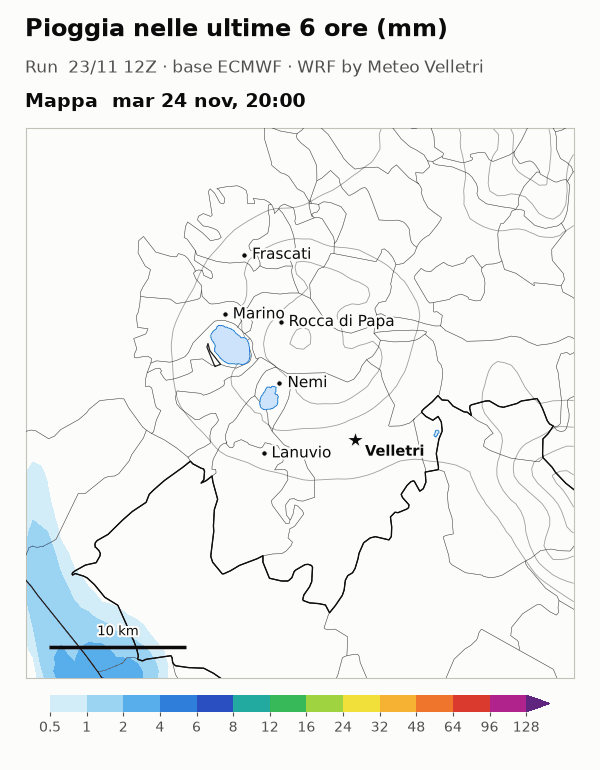 Pioggia nelle ultime 6 ore (mm)
Run  23/11 12Z · base ECMWF · WRF by Meteo Velletri
Mappa  mar 24 nov, 20:00
Frascati
Marino
Rocca di Papa
Nemi
Velletri
Lanuvio
10 km
0.5 1 2 4 6 8 12 16 24 32 48 64 96 128